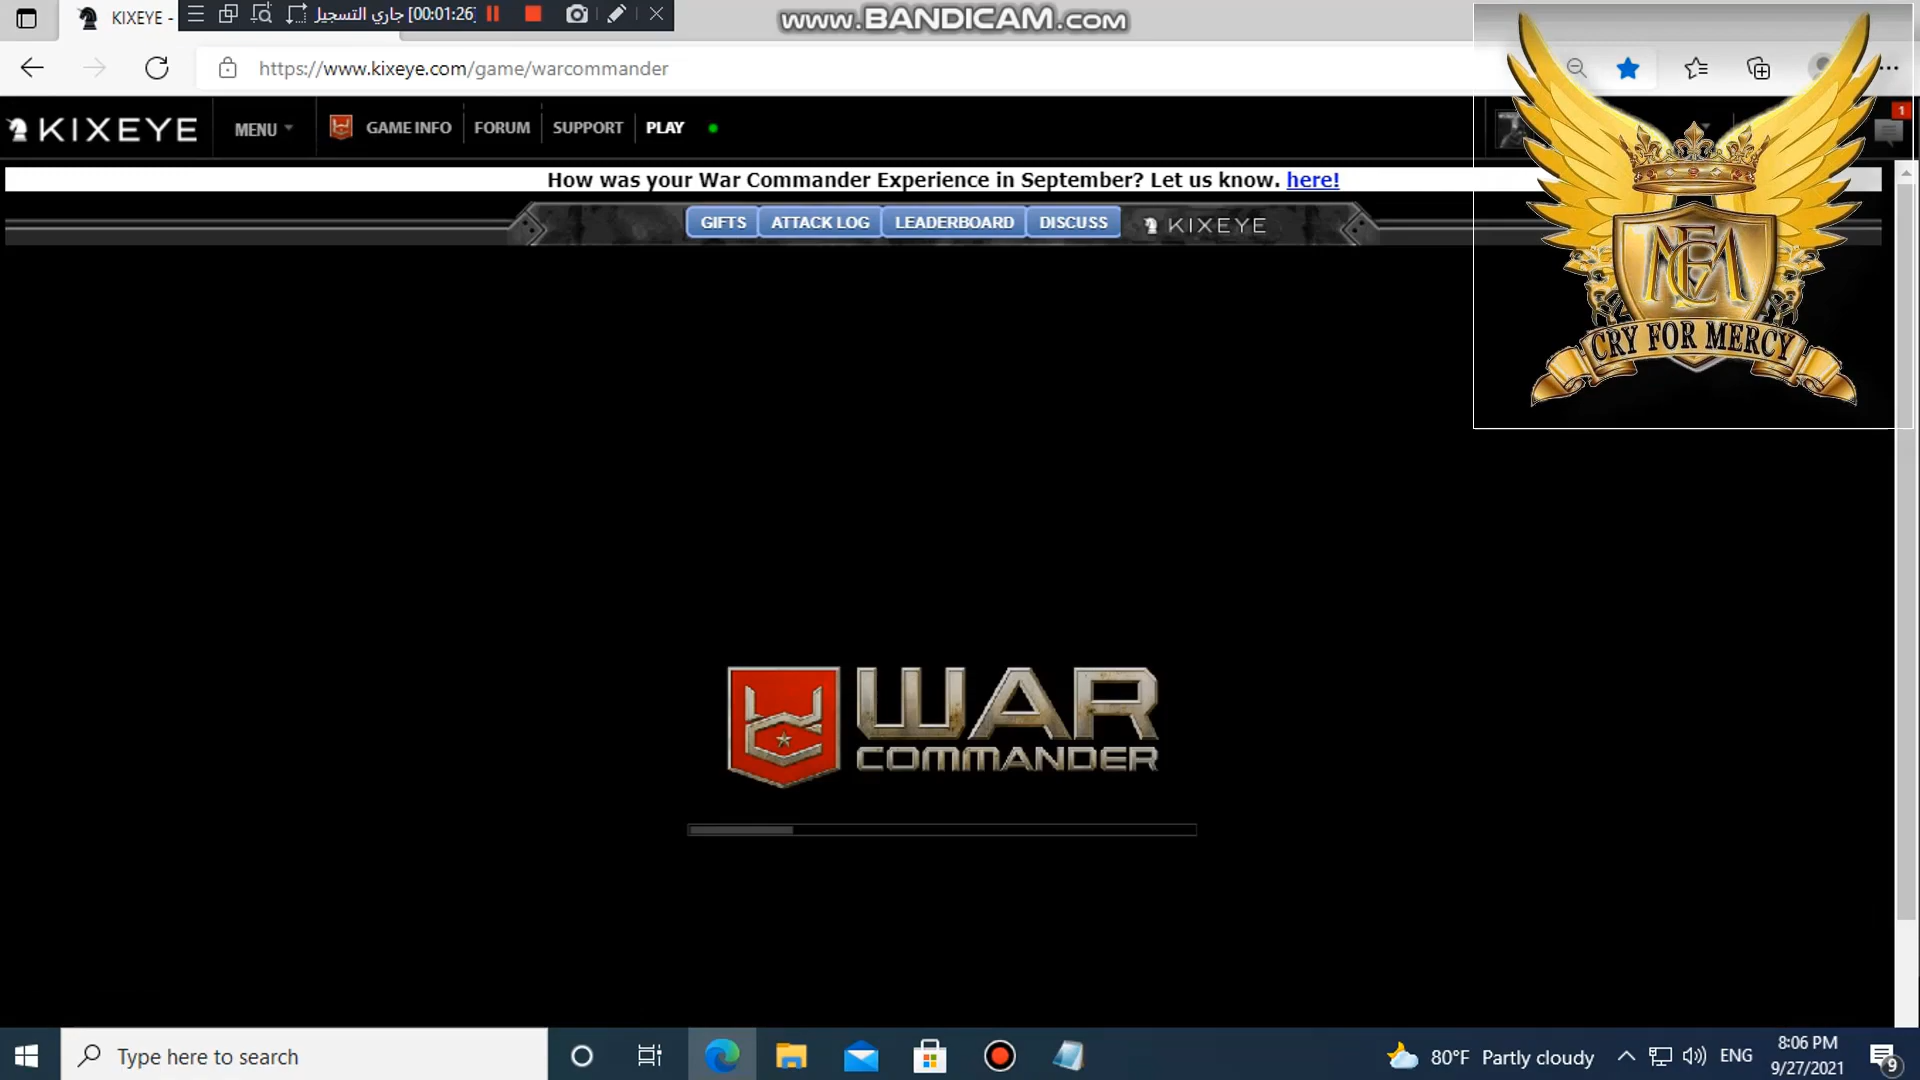 KIXEYE -
جاري التسجيل [00:01:26]
www.BANDICAM.com
https://www.kixeye.com/game/warcommander
KIXEYE
MENU
GAME INFO
FORUM
SUPPORT
PLAY
1
How was your War Commander Experience in September? Let us know. here!
GIFTS
ATTACK LOG
LEADERBOARD
DISCUSS
KIXEYE
CRY FOR MERCY
WAR
COMMANDER
Type here to search
80°F Partly cloudy
ENG
8:06 PM
9/27/2021
9